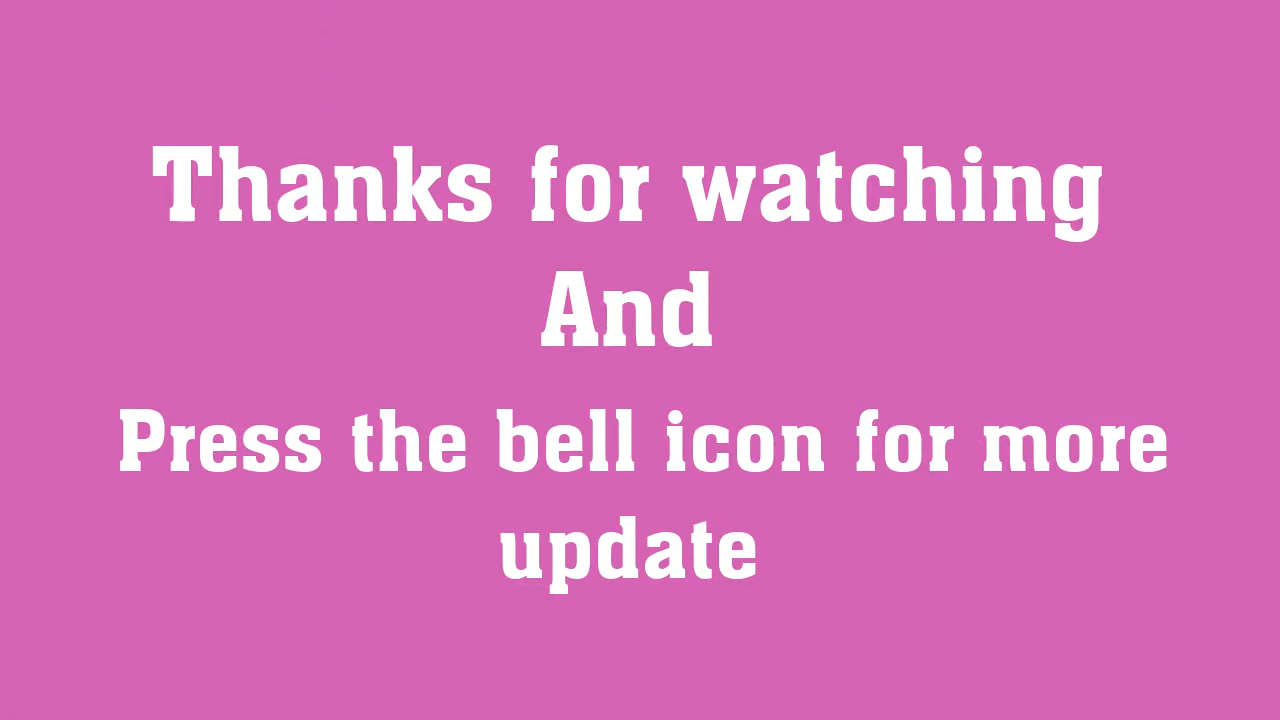 Thanks for watching
And
Press the bell icon for more
update